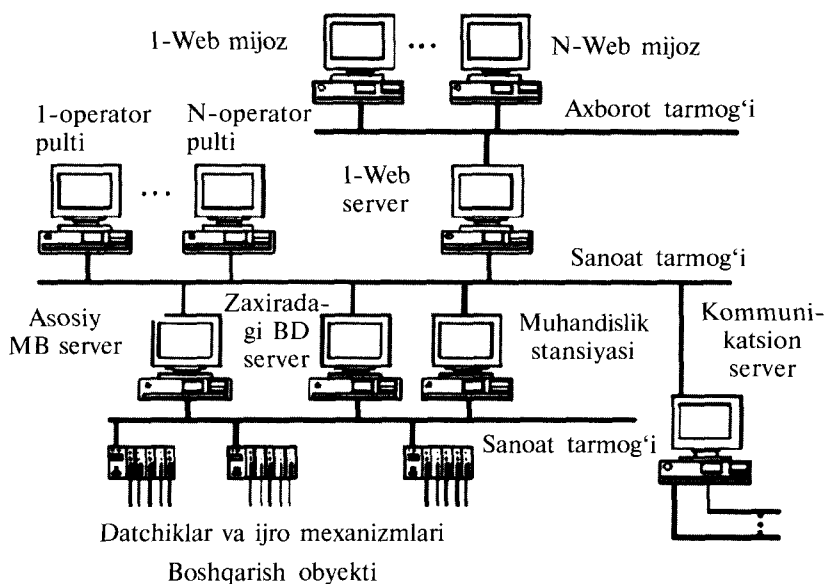 1-Web mijoz
...
N-Web mijoz
Axborot tarmog‘i
1-operator
pulti
N-operator
pulti
...
1-Web
server
Sanoat tarmog‘i
Asosiy
MB server
Zaxirada-
gi BD
server
Muhandislik
stansiyasi
Kommuni-
katsion
server
Sanoat tarmog‘i
Datchiklar va ijro mexanizmlari
Boshqarish obyekti